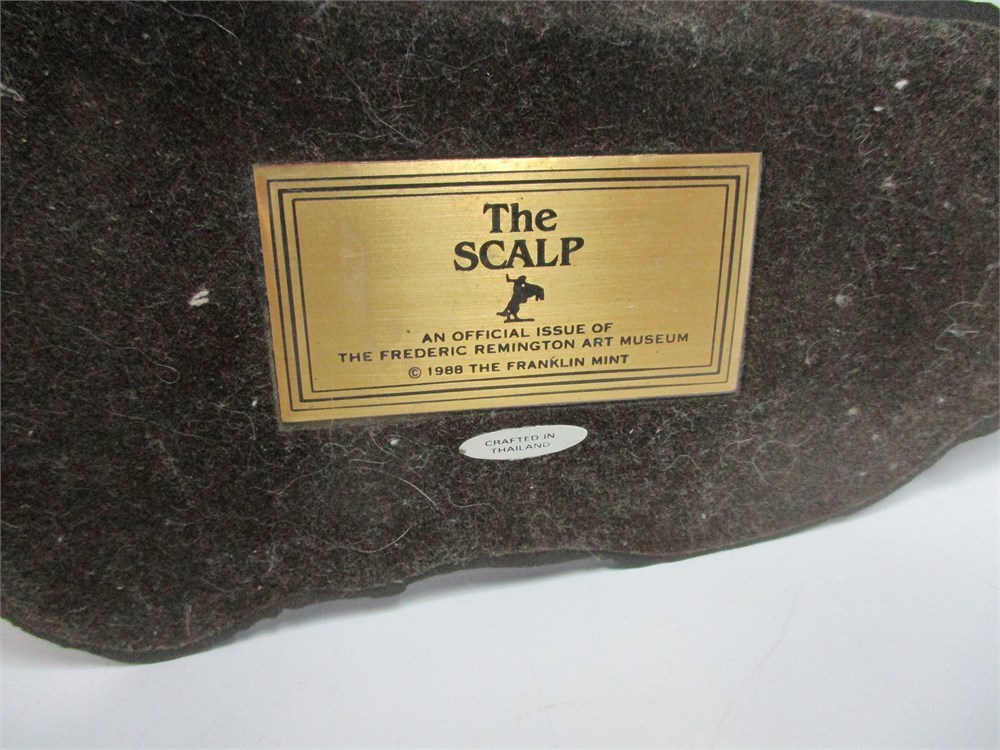 The
SCALP
AN OFFICIAL ISSUE OF
THE FREDERIC REMINGTON ART MUSEUM
© 1988 THE FRANKLIN MINT
CRAFTED IN
THAILAND